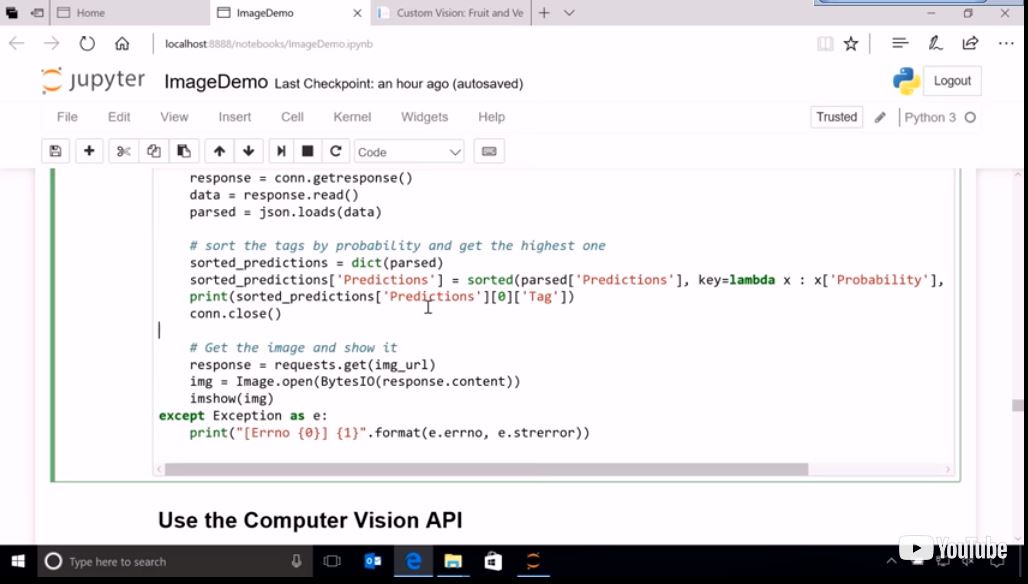 Home
ImageDemo
Custom Vision: Fruit and Ve
localhost:8888/notebooks/ImageDemo.ipynb
jupyter ImageDemo Last Checkpoint: an hour ago (autosaved)
Logout
File Edit View Insert Cell Kernel Widgets Help
Trusted
Python 3
Code
response = conn.getresponse()
data = response.read()
parsed = json.loads(data)
# sort the tags by probability and get the highest one
sorted_predictions = dict(parsed)
sorted_predictions['Predictions'] = sorted(parsed['Predictions'], key=lambda x : x['Probability'],
print(sorted_predictions['Predictions'][0]['Tag'])
conn.close()
# Get the image and show it
response = requests.get(img_url)
img = Image.open(BytesIO(response.content))
imshow(img)
except Exception as e:
print("[Errno {0}] {1}".format(e.errno, e.strerror))
Use the Computer Vision API
Type here to search
YouTube